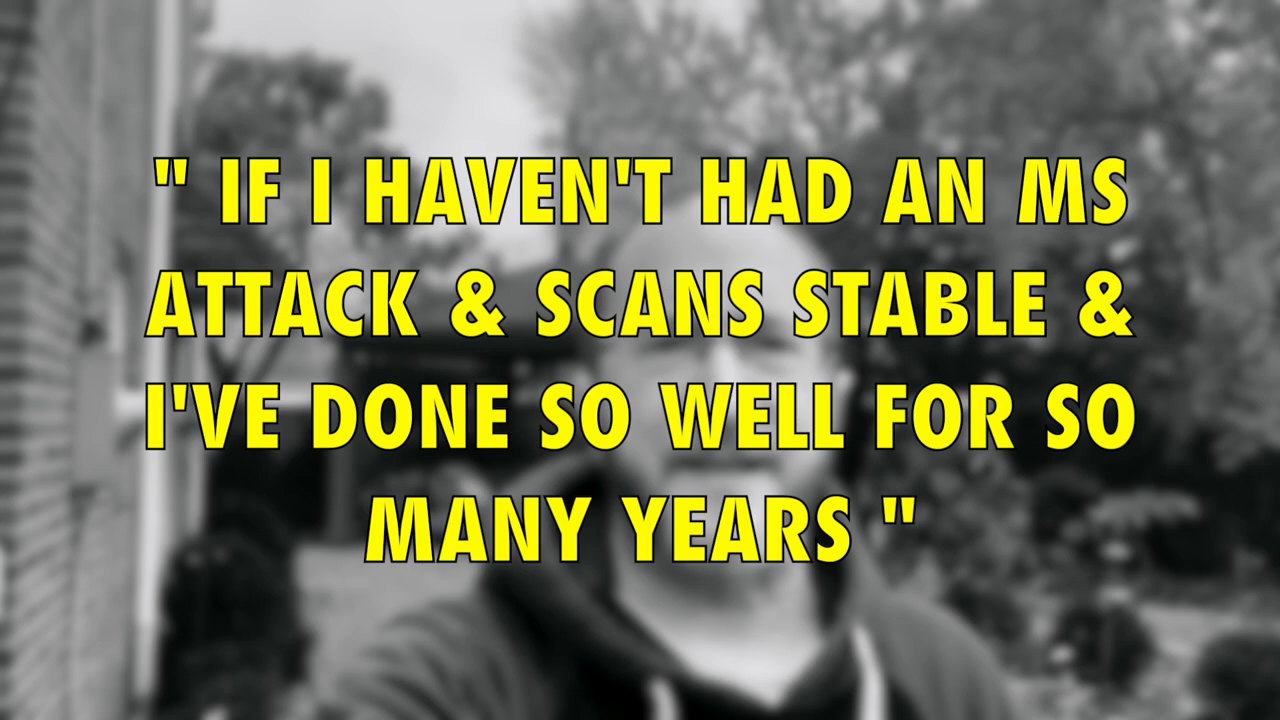 " IF I HAVEN'T HAD AN MS
ATTACK & SCANS STABLE &
I'VE DONE SO WELL FOR SO
MANY YEARS "